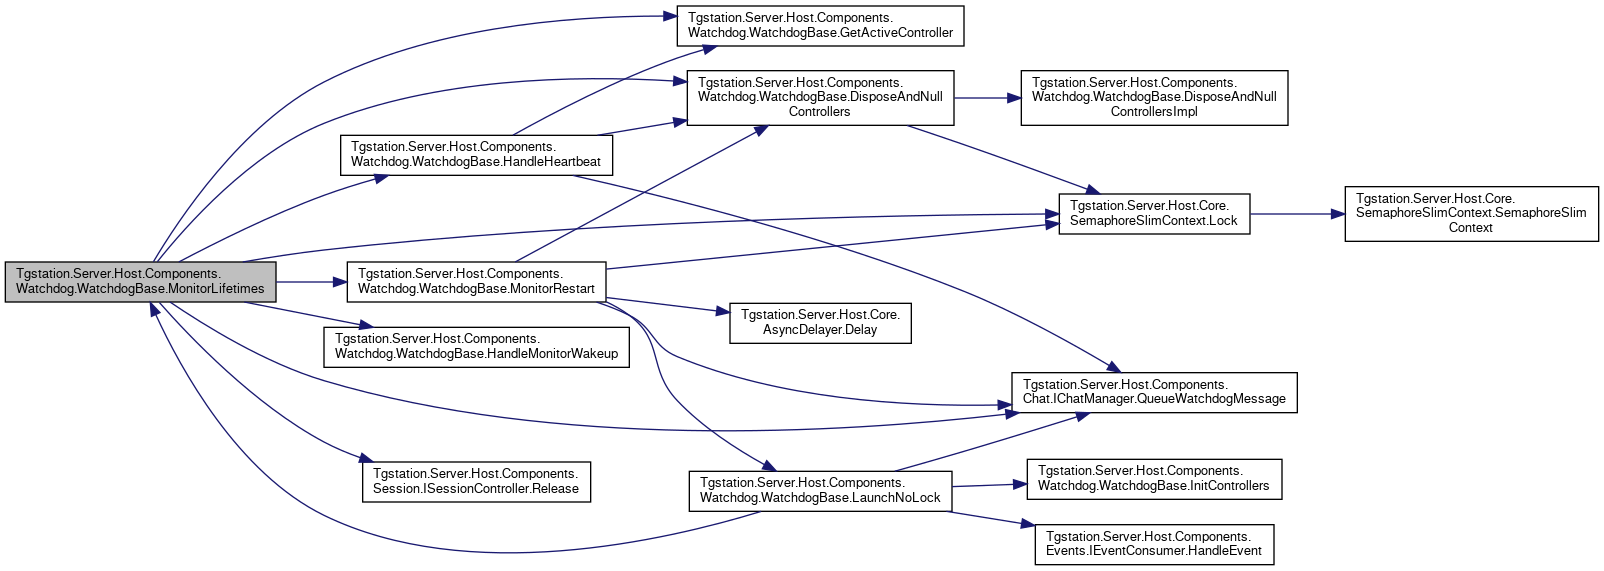 Tgstation.Server.Host.Components.
Watchdog.WatchdogBase.GetActiveController
Tgstation.Server.Host.Components.
Watchdog.WatchdogBase.DisposeAndNull
Controllers
Tgstation.Server.Host.Components.
Watchdog.WatchdogBase.DisposeAndNull
ControllersImpl
Tgstation.Server.Host.Components.
Watchdog.WatchdogBase.HandleHeartbeat
Tgstation.Server.Host.Core.
SemaphoreSlimContext.Lock
Tgstation.Server.Host.Core.
SemaphoreSlimContext.SemaphoreSlim
Context
Tgstation.Server.Host.Components.
Watchdog.WatchdogBase.MonitorLifetimes
Tgstation.Server.Host.Components.
Watchdog.WatchdogBase.MonitorRestart
Tgstation.Server.Host.Core.
AsyncDelayer.Delay
Tgstation.Server.Host.Components.
Watchdog.WatchdogBase.HandleMonitorWakeup
Tgstation.Server.Host.Components.
Chat.IChatManager.QueueWatchdogMessage
Tgstation.Server.Host.Components.
Session.ISessionController.Release
Tgstation.Server.Host.Components.
Watchdog.WatchdogBase.LaunchNoLock
Tgstation.Server.Host.Components.
Watchdog.WatchdogBase.InitControllers
Tgstation.Server.Host.Components.
Events.IEventConsumer.HandleEvent